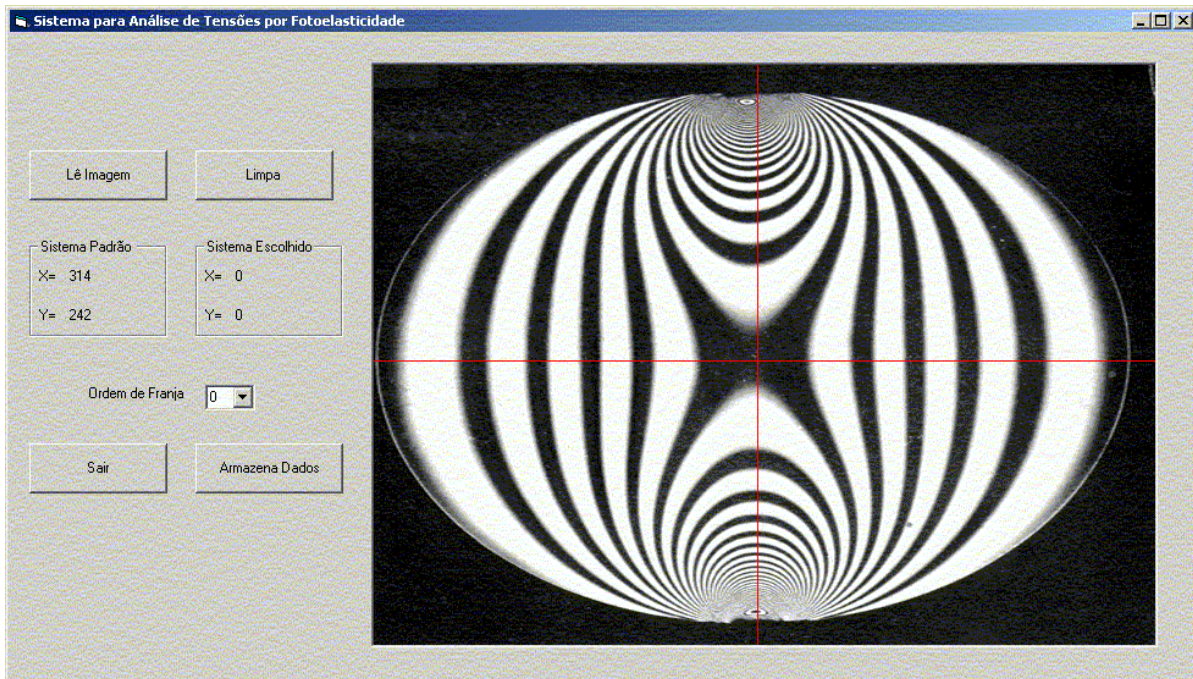 Sistema para Análise de Tensões por Fotoelasticidade
Lê Imagem
Limpa
Sistema Padrão
X= 314
Y= 242
Sistema Escolhido
X= 0
Y= 0
Ordem de Franja
0
Sair
Armazena Dados